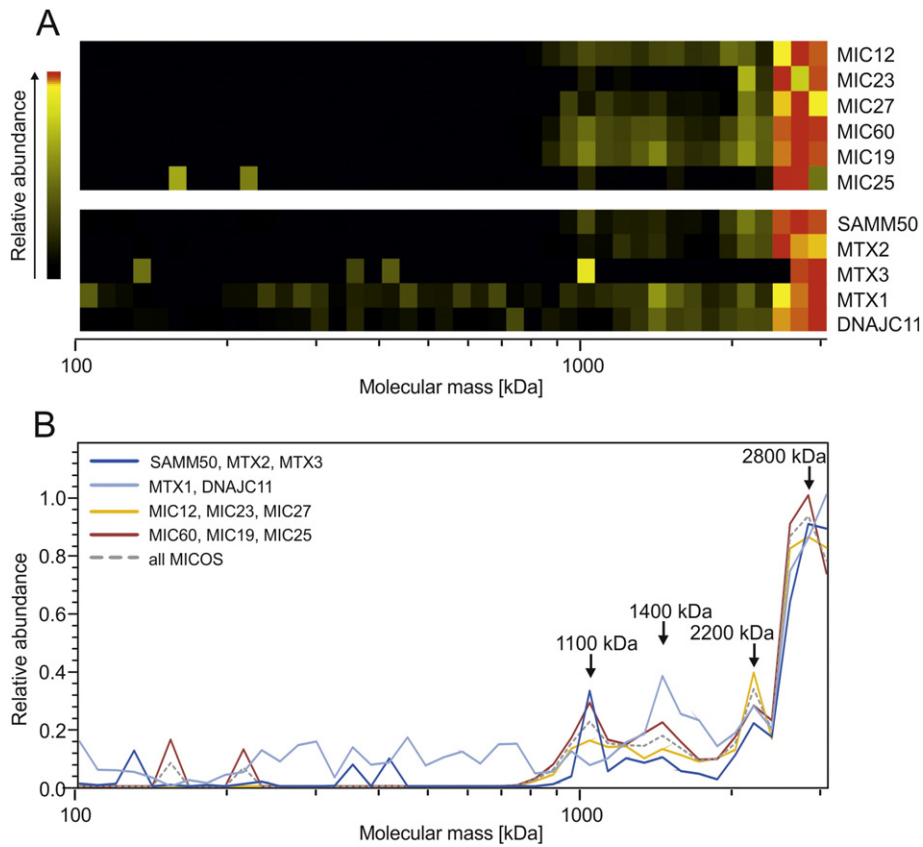 A
Relative abundance
MIC12
MIC23
MIC27
MIC60
MIC19
MIC25
SAMM50
MTX2
MTX3
MTX1
DNAJC11
100
1000
Molecular mass [kDa]
B
Relative abundance
1.0
0.8
0.6
0.4
0.2
0.0
SAMM50, MTX2, MTX3
MTX1, DNAJC11
MIC12, MIC23, MIC27
MIC60, MIC19, MIC25
all MICOS
2800 kDa
1400 kDa
1100 kDa
2200 kDa
100
1000
Molecular mass [kDa]